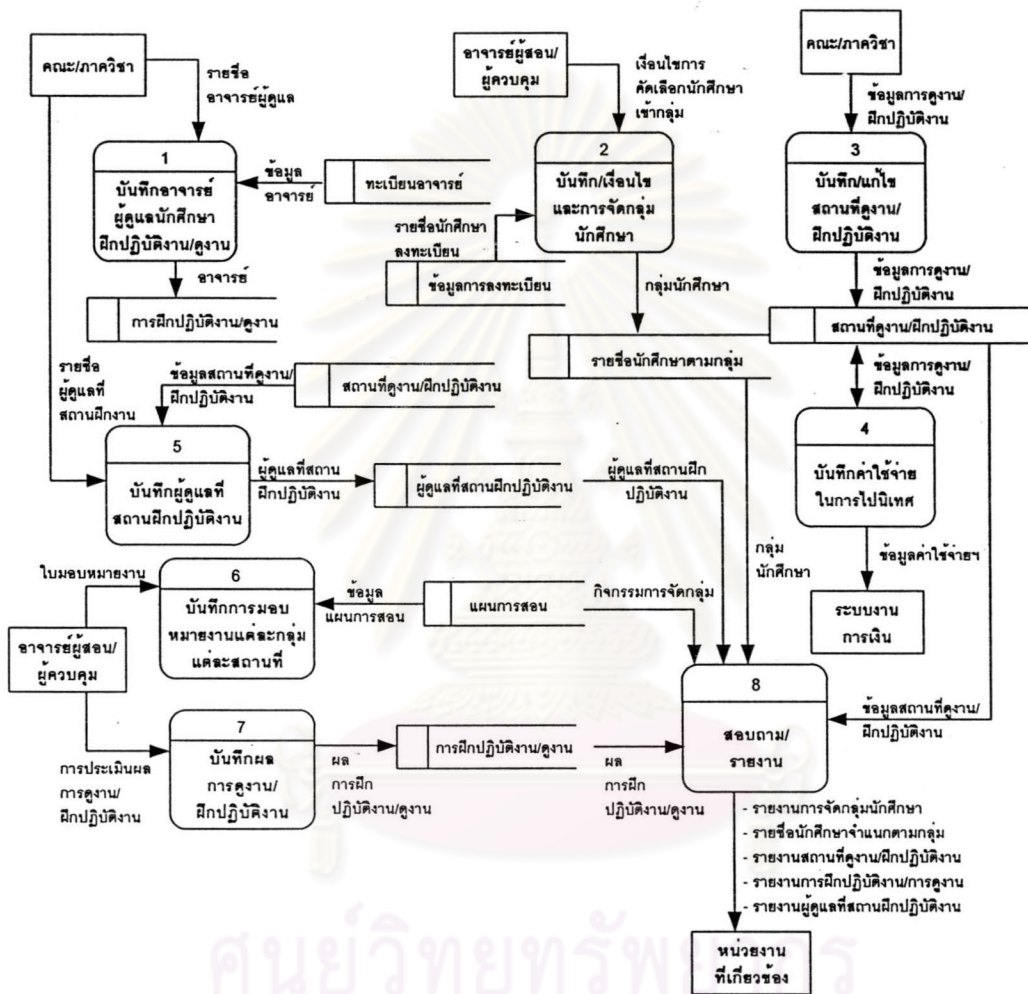 คณะ/ภาควิชา
รายชื่อ
อาจารย์ผู้ดูแล
อาจารย์ผู้สอน/
ผู้ควบคุม
เงื่อนไขการ
คัดเลือกนักศึกษา
เข้ากลุ่ม
คณะ/ภาควิชา
ข้อมูลการดูงาน/
ฝึกปฏิบัติงาน
1
บันทึกอาจารย์
ผู้ดูแลนักศึกษา
ฝึกปฏิบัติงาน/ดูงาน
ข้อมูล
อาจารย์
ทะเบียนอาจารย์
2
บันทึก/เงื่อนไข
และการจัดกลุ่ม
นักศึกษา
3
บันทึก/แก้ไข
สถานที่ดูงาน/
ฝึกปฏิบัติงาน
รายชื่อนักศึกษา
ลงทะเบียน
ข้อมูลการลงทะเบียน
อาจารย์
การฝึกปฏิบัติงาน/ดูงาน
กลุ่มนักศึกษา
ข้อมูลการดูงาน/
ฝึกปฏิบัติงาน
สถานที่ดูงาน/ฝึกปฏิบัติงาน
รายชื่อนักศึกษาตามกลุ่ม
รายชื่อ
ผู้ดูแลที่
สถานฝึกงาน
ข้อมูลสถานที่ดูงาน/
ฝึกปฏิบัติงาน
สถานที่ดูงาน/ฝึกปฏิบัติงาน
ข้อมูลการดูงาน/
ฝึกปฏิบัติงาน
4
บันทึกค่าใช้จ่าย
ในการไปนิเทศ
5
บันทึกผู้ดูแลที่
สถานฝึกปฏิบัติงาน
ผู้ดูแลที่สถาน
ฝึกปฏิบัติงาน
ผู้ดูแลที่สถานฝึกปฏิบัติงาน
ผู้ดูแลที่สถานฝึก
ปฏิบัติงาน
กลุ่ม
นักศึกษา
ข้อมูลค่าใช้จ่ายฯ
ระบบงาน
การเงิน
ใบมอบหมายงาน
6
บันทึกการมอบ
หมายงานแต่ละกลุ่ม
แต่ละสถานที่
ข้อมูล
แผนการสอน
แผนการสอน
กิจกรรมการจัดกลุ่ม
อาจารย์ผู้สอน/
ผู้ควบคุม
8
สอบถาม/
รายงาน
ข้อมูลสถานที่ดูงาน/
ฝึกปฏิบัติงาน
การประเมินผล
การดูงาน/
ฝึกปฏิบัติงาน
7
บันทึกผล
การดูงาน/
ฝึกปฏิบัติงาน
ผล
การฝึก
ปฏิบัติงาน/ดูงาน
การฝึกปฏิบัติงาน/ดูงาน
ผล
การฝึก
ปฏิบัติงาน/ดูงาน
- รายงานการจัดกลุ่มนักศึกษา
- รายชื่อนักศึกษาจำแนกตามกลุ่ม
- รายงานสถานที่ดูงาน/ฝึกปฏิบัติงาน
- รายงานการฝึกปฏิบัติงาน/การดูงาน
- รายงานผู้ดูแลที่สถานฝึกปฏิบัติงาน
หน่วยงาน
ที่เกี่ยวข้อง
ศูนย์วิทยทรัพยากร